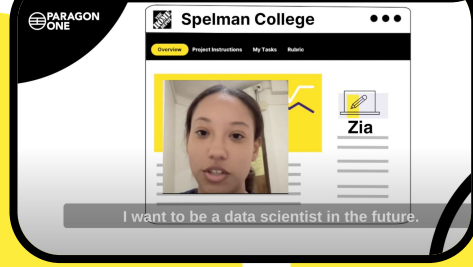 PARAGON
ONE
Spelman College
Overview Project Instructions My Tasks Rubric
Zia
I want to be a data scientist in the future.